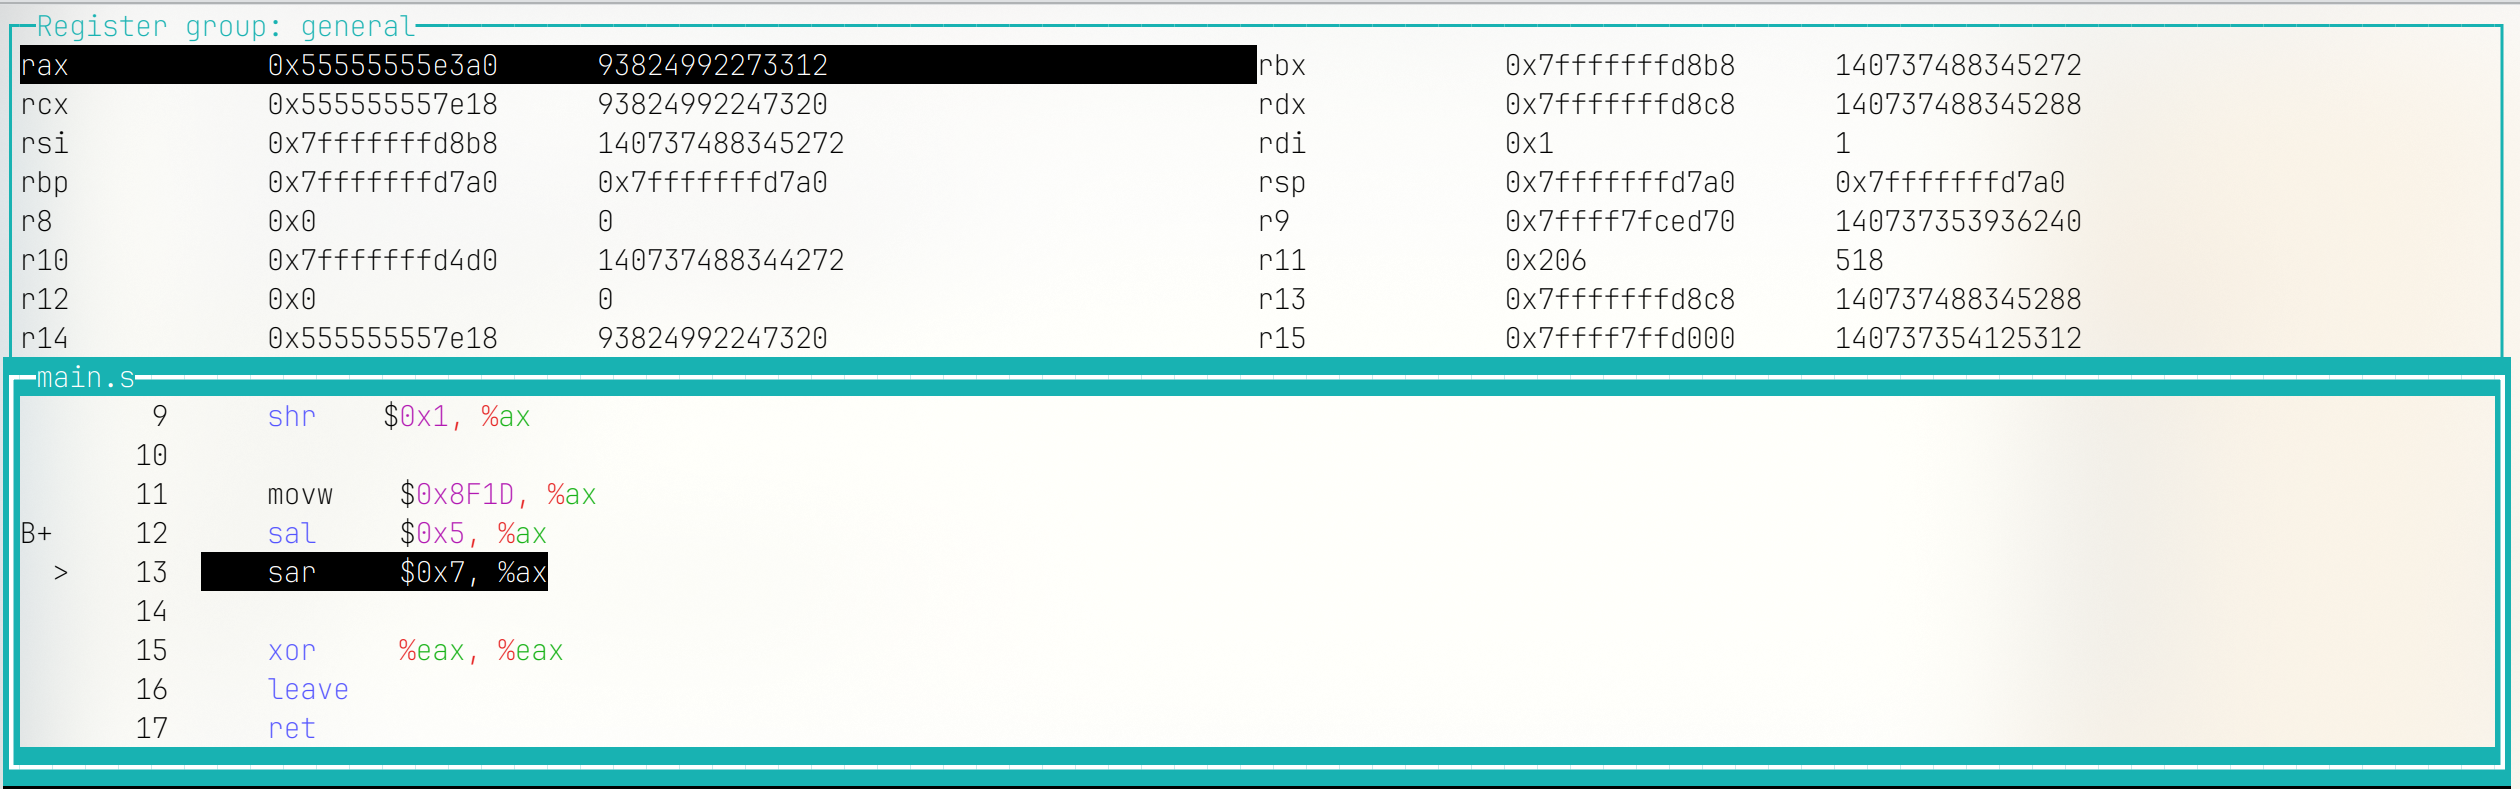 Register group: general
rax 0x55555555e3a0 93824992273312 rbx 0x7fffffffd8b8 140737488345272
rcx 0x555555557e18 93824992247320 rdx 0x7fffffffd8c8 140737488345288
rsi 0x7fffffffd8b8 140737488345272 rdi 0x1 1
rbp 0x7fffffffd7a0 0x7fffffffd7a0 rsp 0x7fffffffd7a0 0x7fffffffd7a0
r8 0x0 0 r9 0x7ffff7fced70 140737353936240
r10 0x7fffffffd4d0 140737488344272 r11 0x206 518
r12 0x0 0 r13 0x7fffffffd8c8 140737488345288
r14 0x555555557e18 93824992247320 r15 0x7ffff7ffd000 140737354125312
main.s
9 shr $0x1, %ax
10
11 movw $0x8F1D, %ax
B+ 12 sal $0x5, %ax
> 13 sar $0x7, %ax
14
15 xor %eax, %eax
16 leave
17 ret